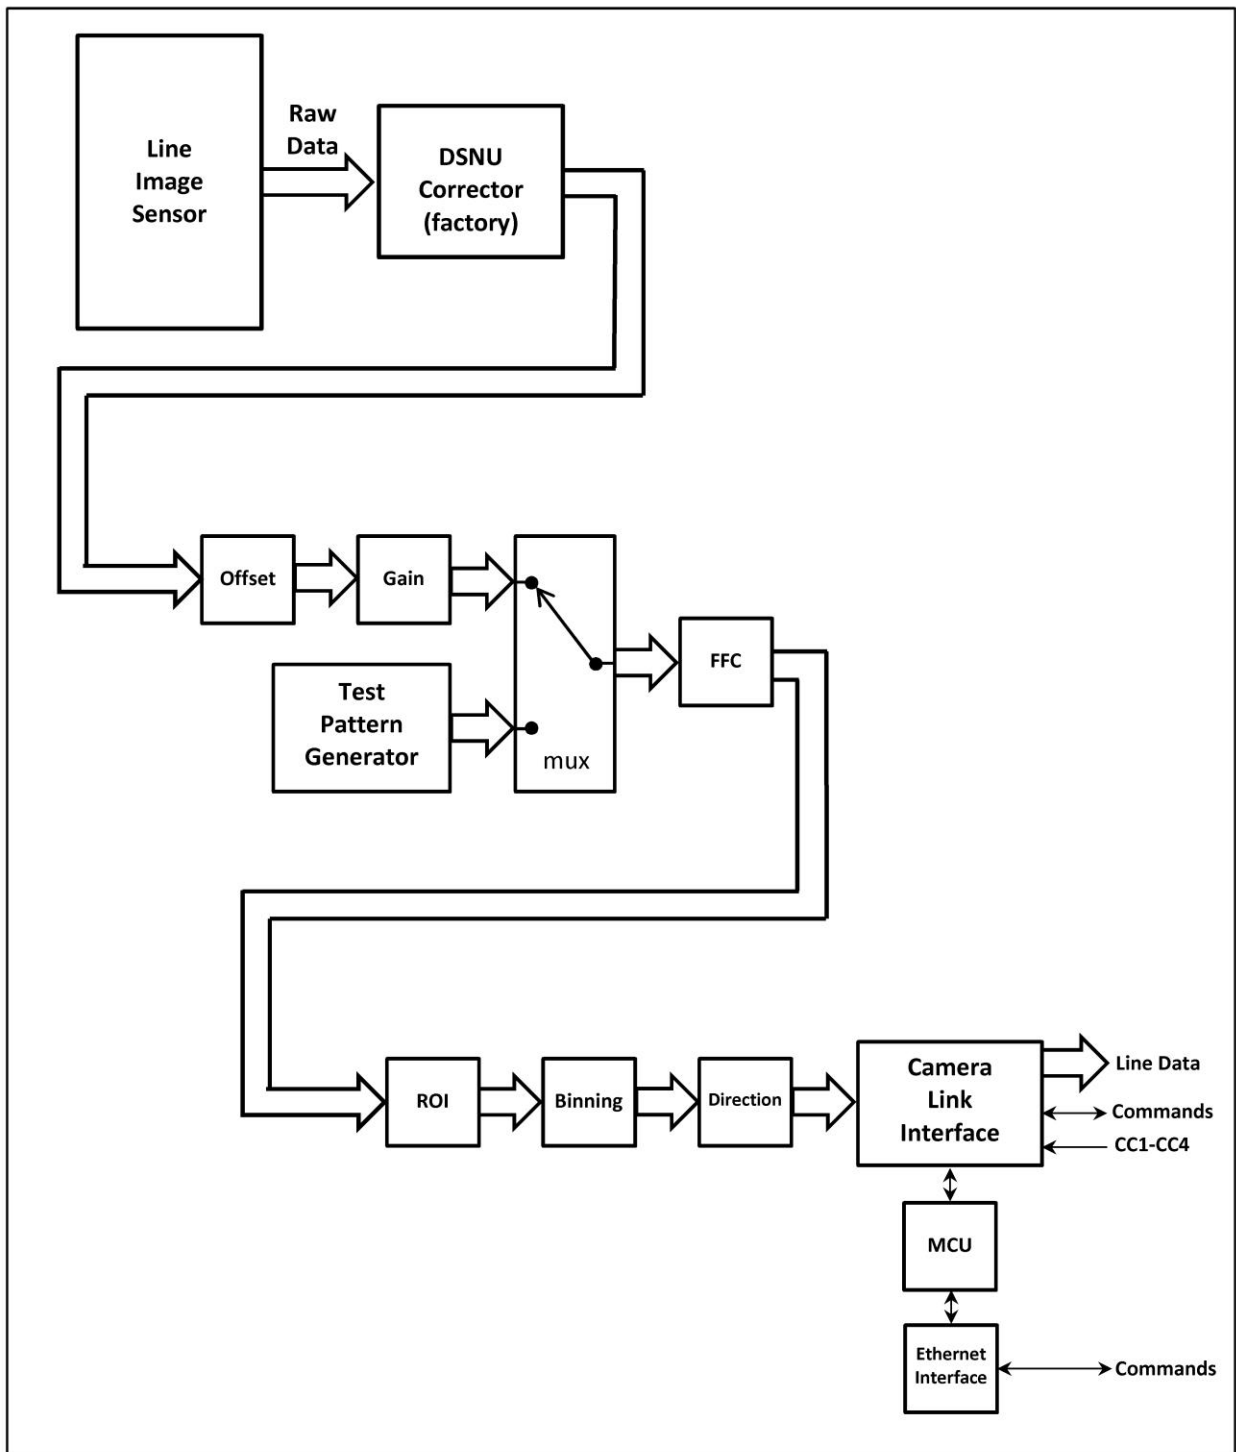 Line
Image
Sensor
Raw
Data
DSNU
Corrector
(factory)
Offset
Gain
Test
Pattern
Generator
mux
FFC
ROI
Binning
Direction
Camera
Link
Interface
Line Data
Commands
CC1-CC4
MCU
Ethernet
Interface
Commands